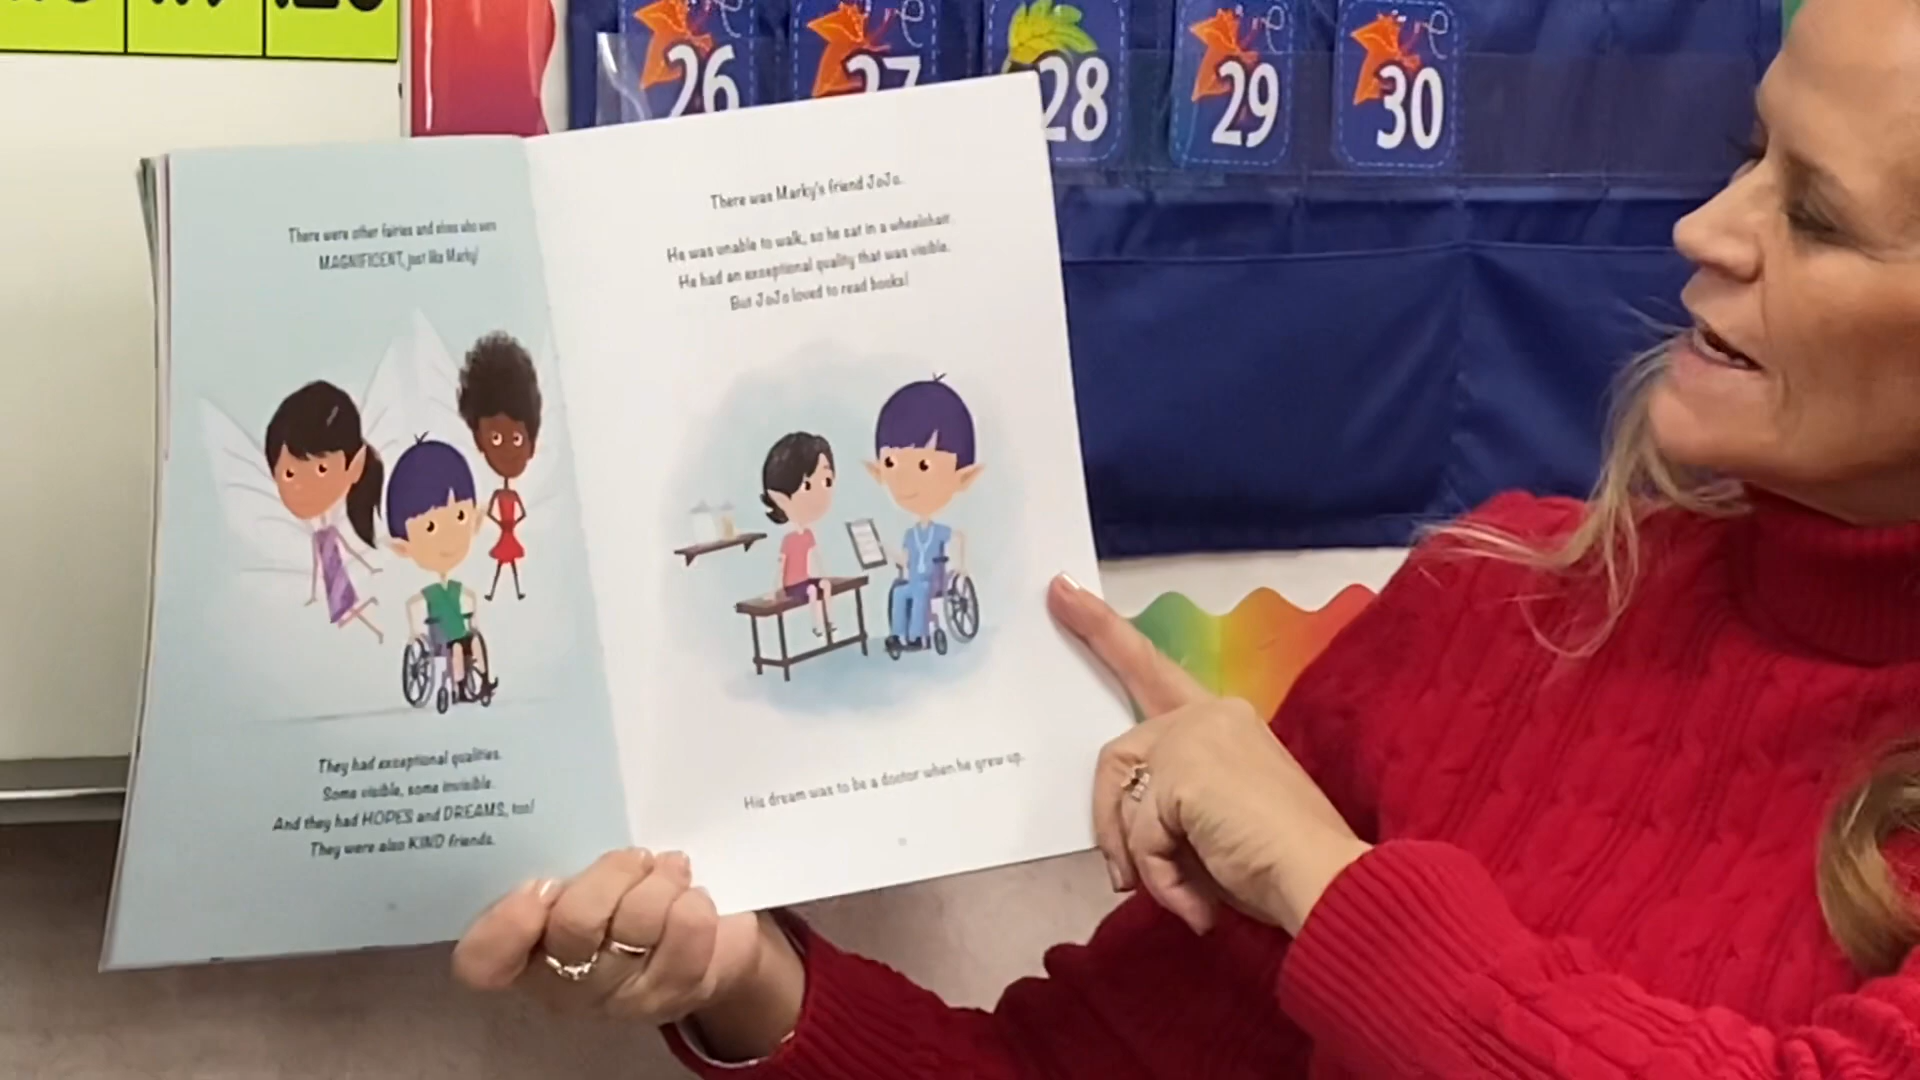 26
27
28
29
30
There were other fairies and elves who were
MAGNIFICENT, just like Marky!
They had exceptional qualities.
Some visible, some invisible.
And they had HOPES and DREAMS, too!
They were also KIND friends.
There was Marky's friend JoJo.
He was unable to walk, so he sat in a wheelchair.
He had an exceptional quality that was visible.
But JoJo loved to read books!
His dream was to be a doctor when he grew up.